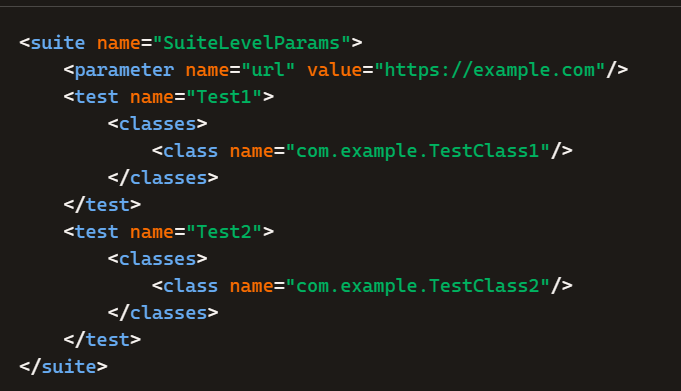 <suite name="SuiteLevelParams">
    <parameter name="url" value="https://example.com"/>
    <test name="Test1">
        <classes>
            <class name="com.example.TestClass1"/>
        </classes>
    </test>
    <test name="Test2">
        <classes>
            <class name="com.example.TestClass2"/>
        </classes>
    </test>
</suite>